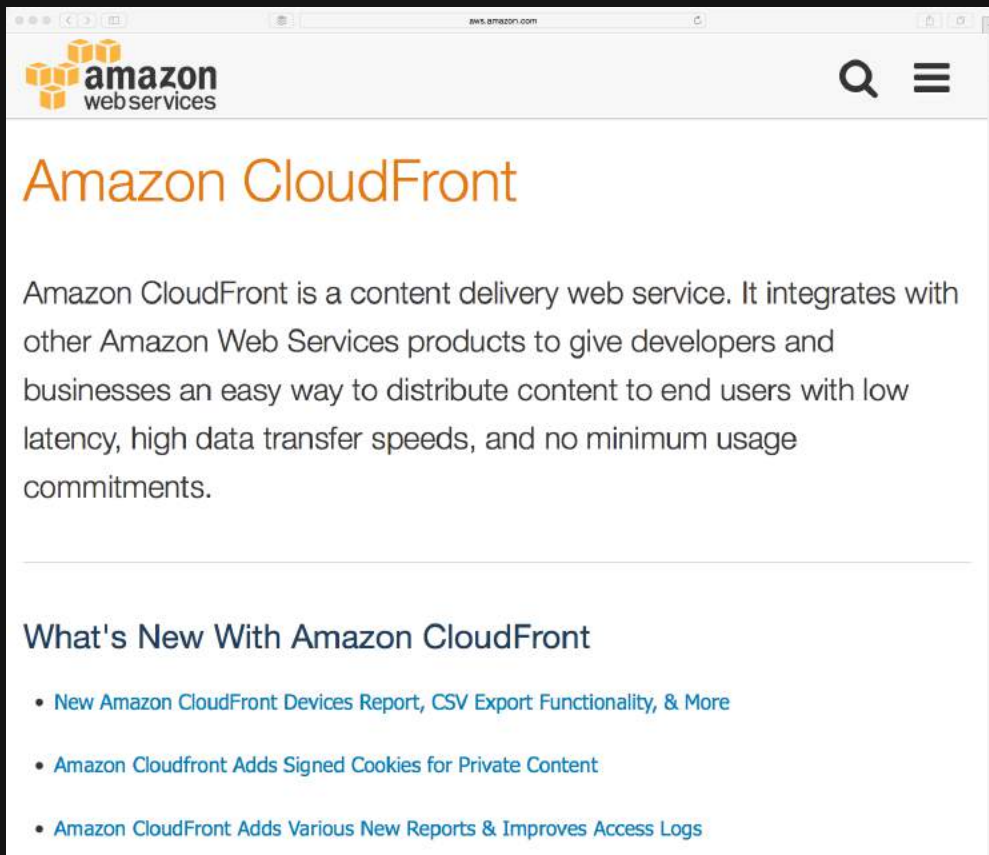 aws.amazon.com
amazon
webservices
Amazon CloudFront
Amazon CloudFront is a content delivery web service. It integrates with
other Amazon Web Services products to give developers and
businesses an easy way to distribute content to end users with low
latency, high data transfer speeds, and no minimum usage
commitments.
What's New With Amazon CloudFront
• New Amazon CloudFront Devices Report, CSV Export Functionality, & More
• Amazon Cloudfront Adds Signed Cookies for Private Content
• Amazon CloudFront Adds Various New Reports & Improves Access Logs